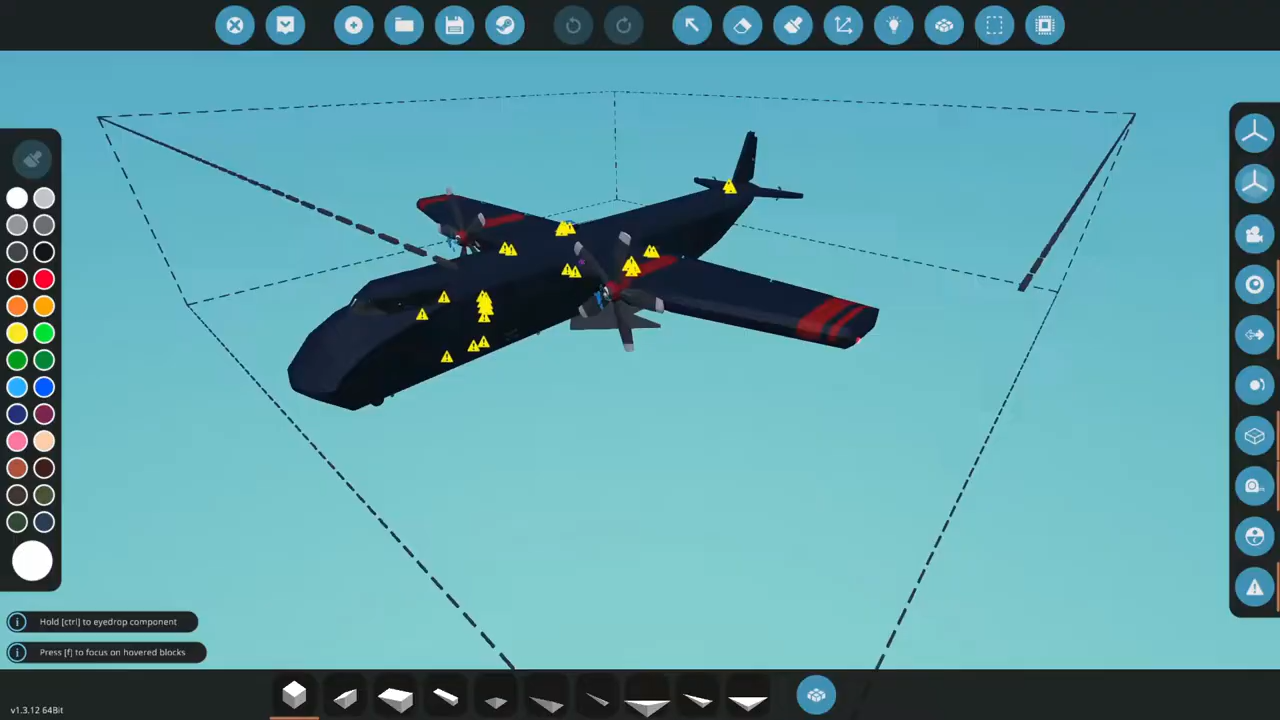 Hold [ctrl] to eyedrop component
Press [f] to focus on hovered blocks
v1.3.12 64Bit